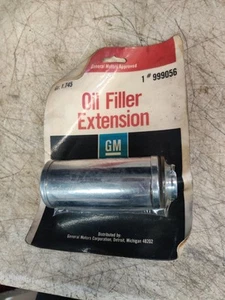 General Motors Approved
1 # 999056
Oil Filler
Extension
GM
Distributed by
General Motors Corporation, Detroit, Michigan 48202